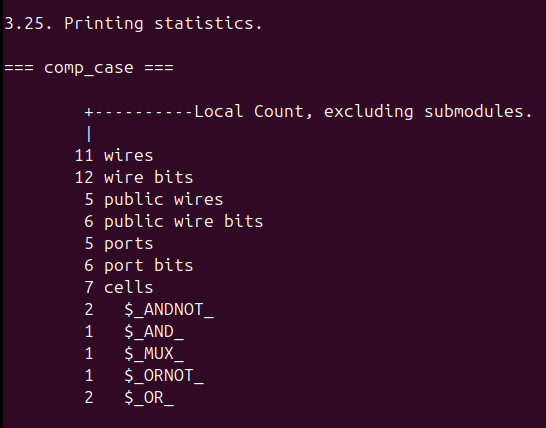 3.25. Printing statistics.
=== comp_case ===
+----------Local Count, excluding submodules.
|
11 wires
12 wire bits
5 public wires
6 public wire bits
5 ports
6 port bits
7 cells
2 $_ANDNOT_
1 $_AND_
1 $_MUX_
1 $_ORNOT_
2 $_OR_